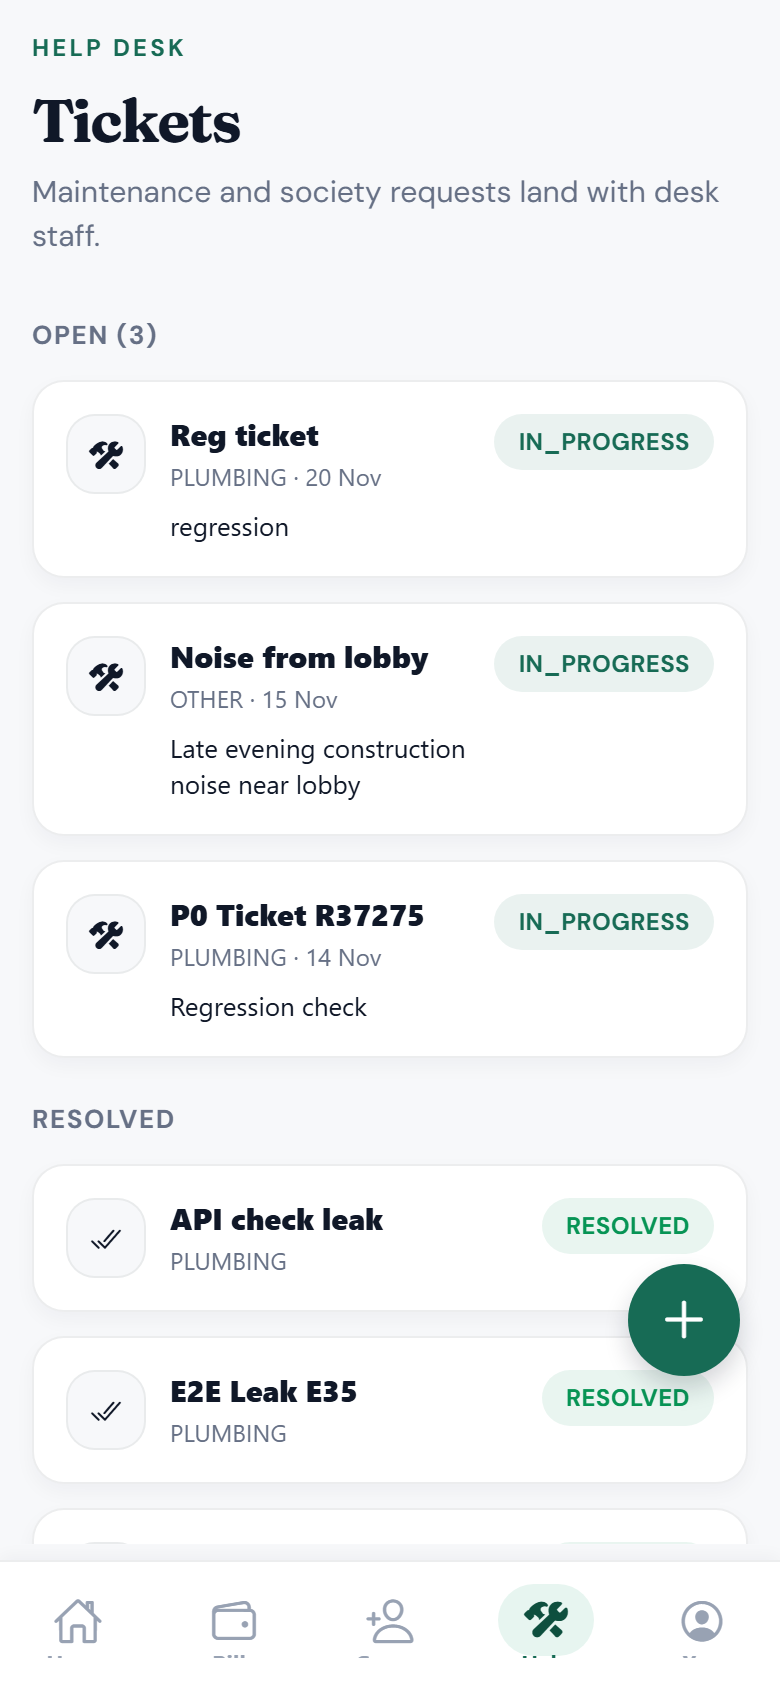 HELP DESK
Tickets
Maintenance and society requests land with desk
staff.
OPEN (3)
Reg ticket
IN_PROGRESS
PLUMBING · 20 Nov
regression
Noise from lobby
IN_PROGRESS
OTHER · 15 Nov
Late evening construction
noise near lobby
P0 Ticket R37275
IN_PROGRESS
PLUMBING · 14 Nov
Regression check
RESOLVED
API check leak
RESOLVED
PLUMBING
E2E Leak E35
RESOLVED
PLUMBING